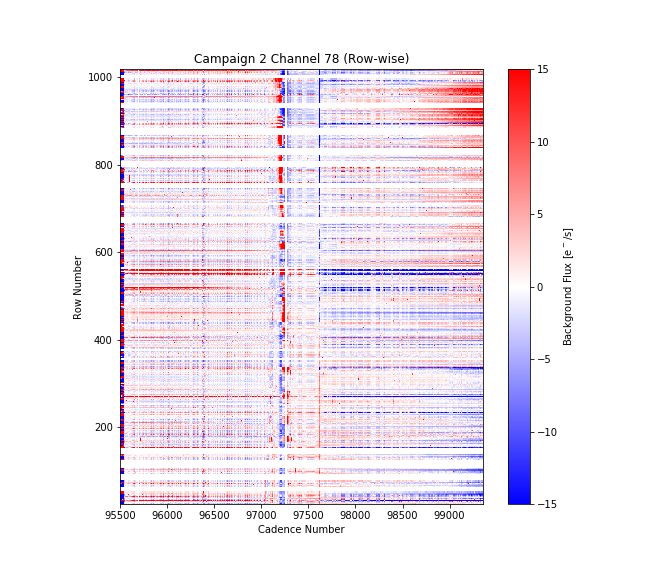 Campaign 2 Channel 78 (Row-wise)
1000
800
600
400
200
Row Number
95500 96000 96500 97000 97500 98000 98500 99000
Cadence Number
15
10
5
0
−5
−10
−15
Background Flux [e⁻/s]